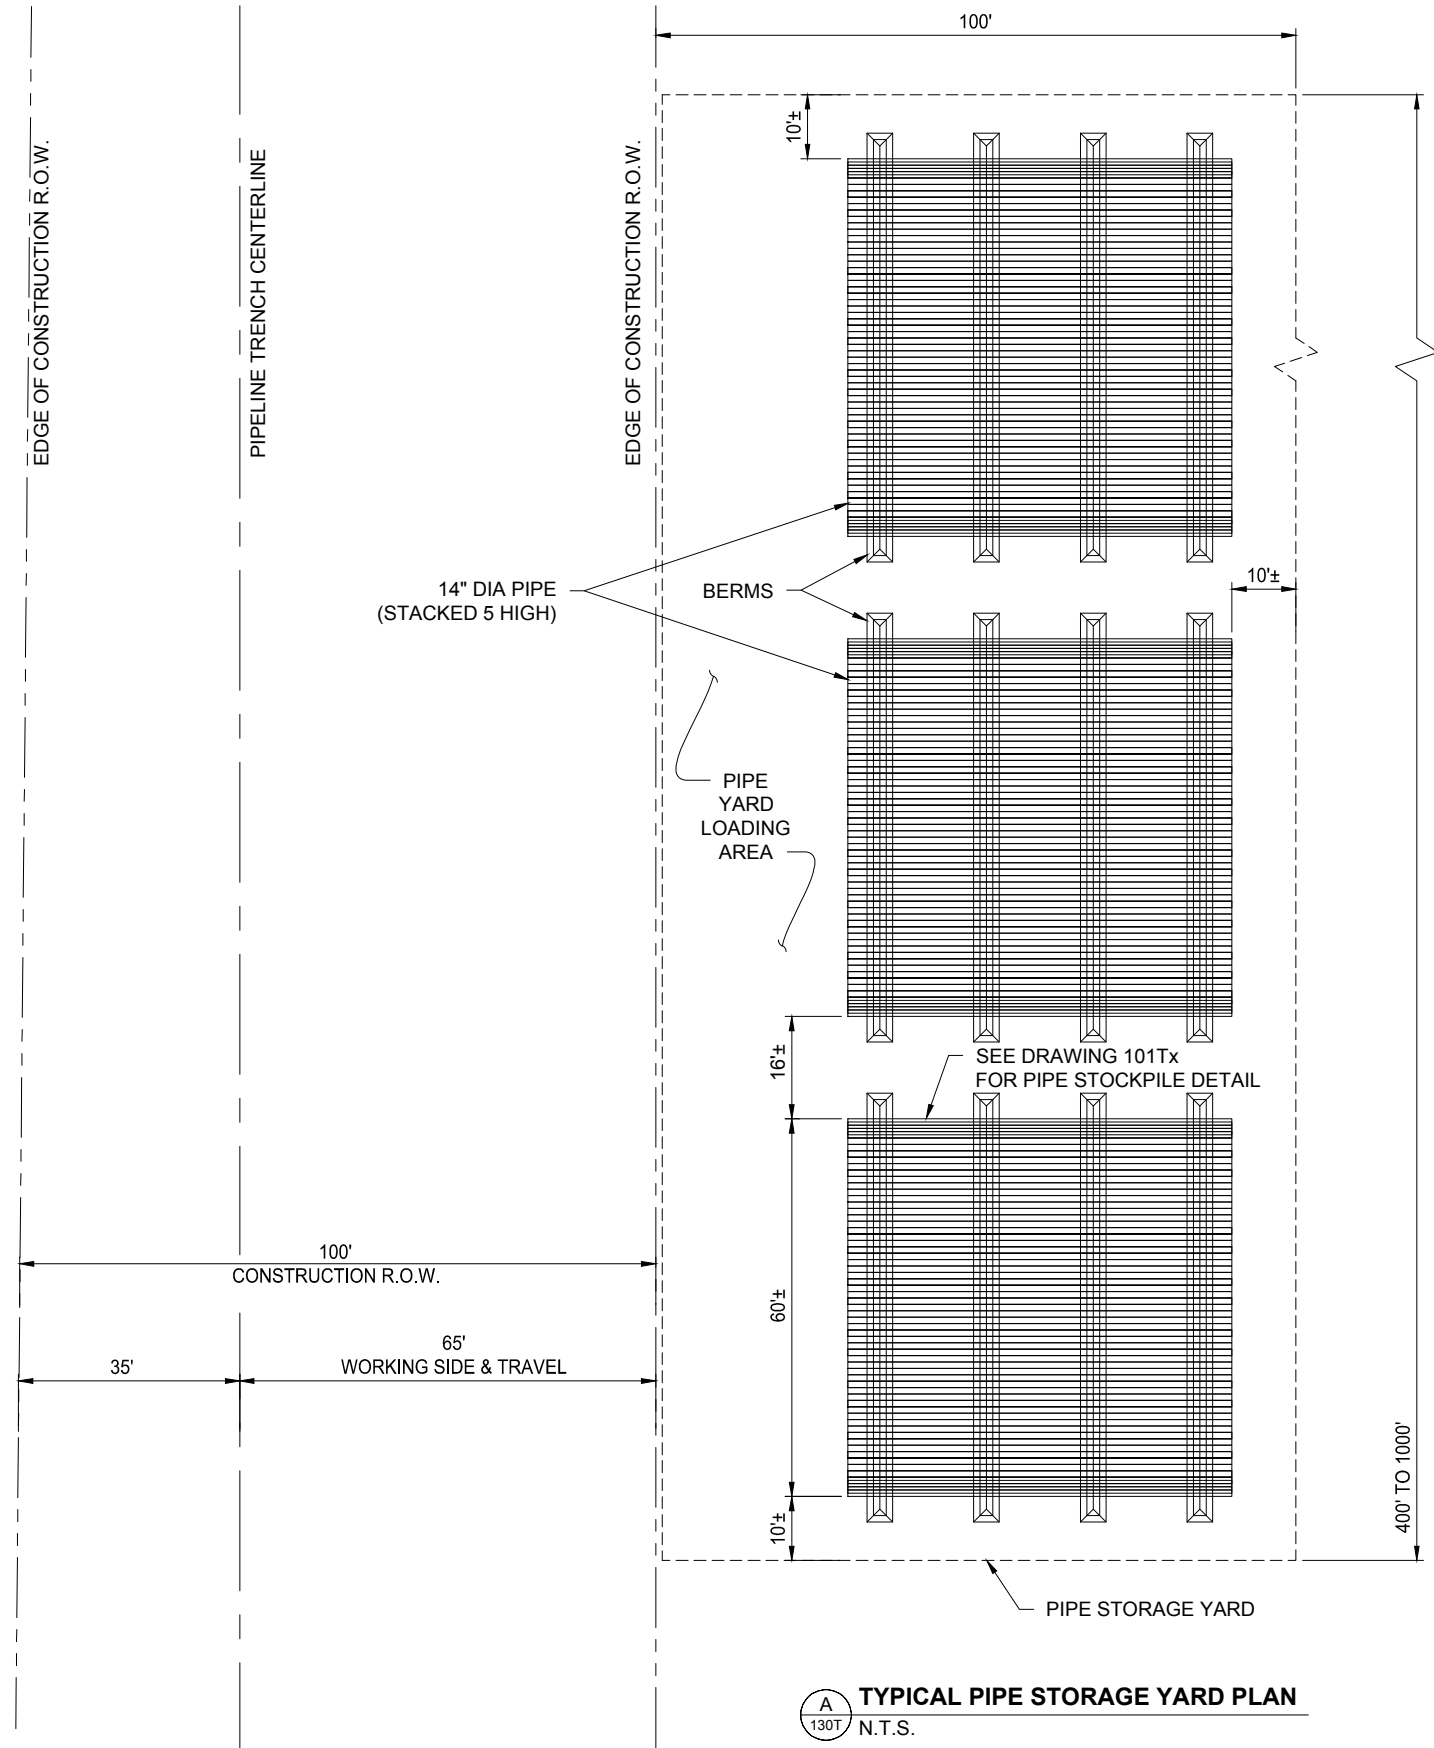 100'
10'±
EDGE OF CONSTRUCTION R.O.W.
PIPELINE TRENCH CENTERLINE
EDGE OF CONSTRUCTION R.O.W.
14" DIA PIPE
(STACKED 5 HIGH)
BERMS
10'±
PIPE
YARD
LOADING
AREA
16'±
SEE DRAWING 101Tx
FOR PIPE STOCKPILE DETAIL
100'
CONSTRUCTION R.O.W.
60'±
35'
65'
WORKING SIDE & TRAVEL
400' TO 1000'
10'±
PIPE STORAGE YARD
A
130T
TYPICAL PIPE STORAGE YARD PLAN
N.T.S.